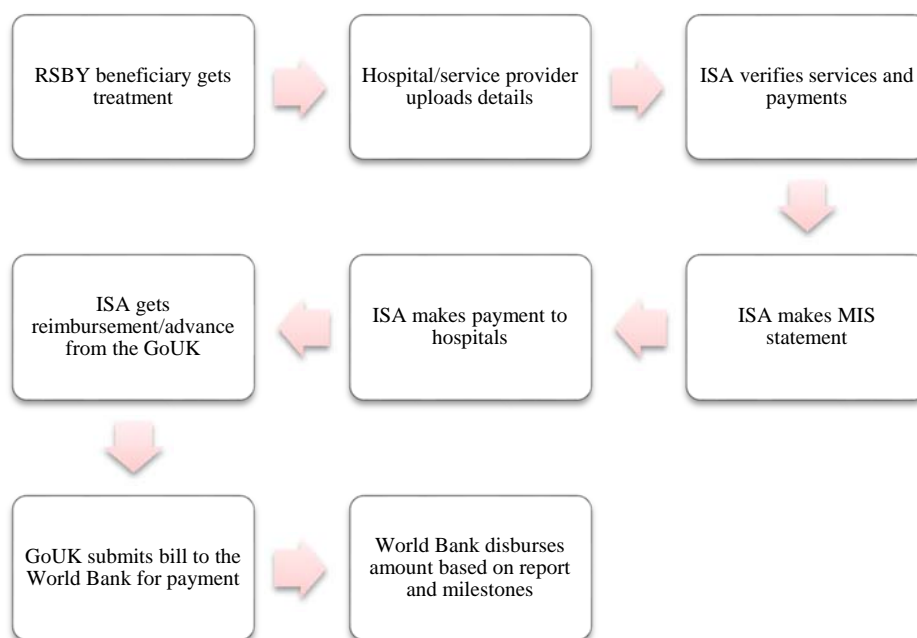 RSBY beneficiary gets
treatment
Hospital/service provider
uploads details
ISA verifies services and
payments
ISA makes MIS
statement
ISA makes payment to
hospitals
ISA gets
reimbursement/advance
from the GoUK
GoUK submits bill to the
World Bank for payment
World Bank disburses
amount based on report
and milestones